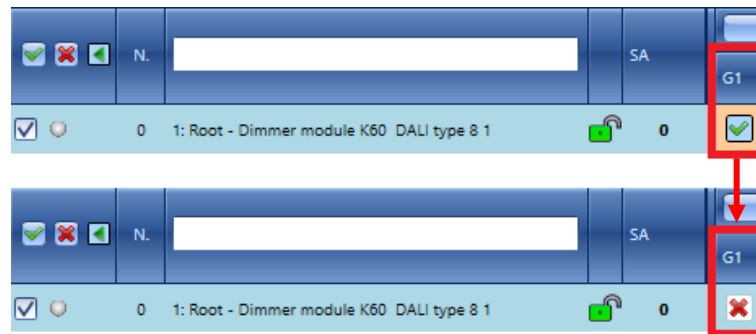 N. SA
G1
0 1: Root - Dimmer module K60 DALI type 8 1 0
N. SA
G1
0 1: Root - Dimmer module K60 DALI type 8 1 0